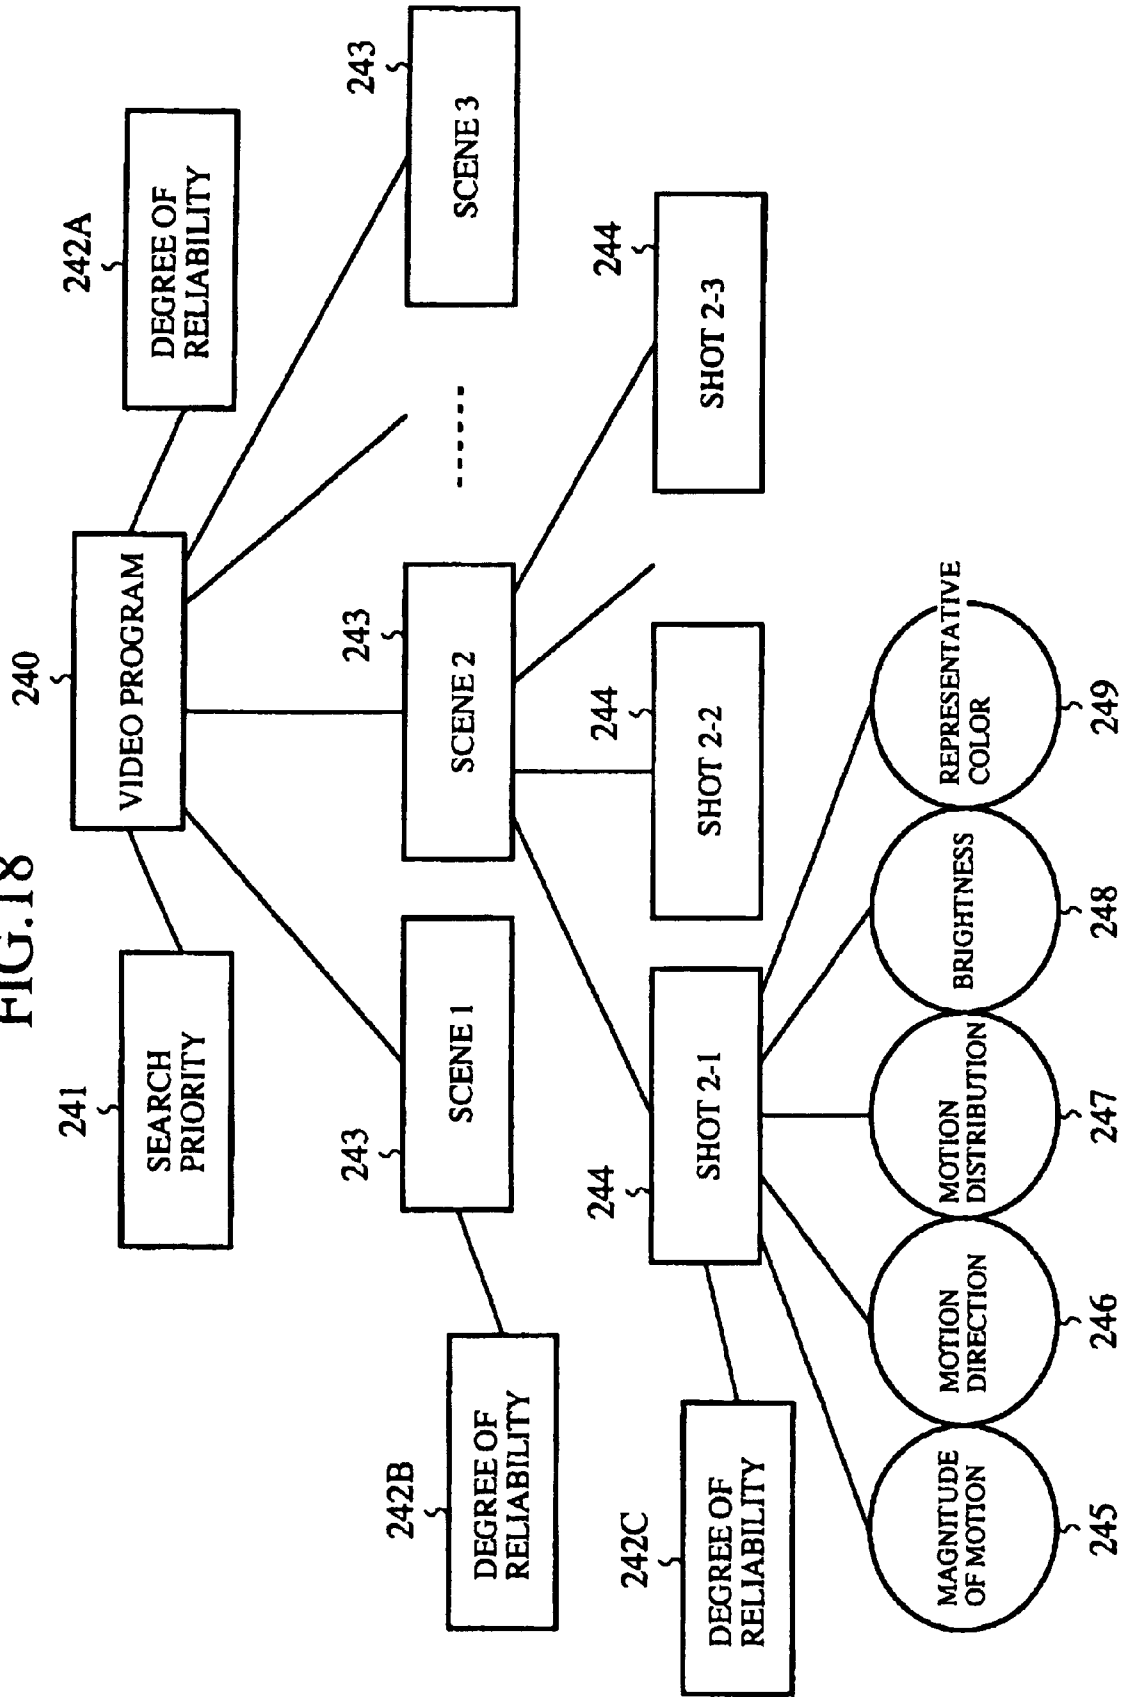 FIG.18
240
VIDEO PROGRAM
241
SEARCH
PRIORITY
242A
DEGREE OF
RELIABILITY
243
SCENE 1
243
SCENE 2
243
SCENE 3
242B
DEGREE OF
RELIABILITY
244
SHOT 2-1
244
SHOT 2-2
244
SHOT 2-3
242C
DEGREE OF
RELIABILITY
MAGNITUDE
OF MOTION
MOTION
DIRECTION
MOTION
DISTRIBUTION
BRIGHTNESS
REPRESENTATIVE
COLOR
245
246
247
248
249